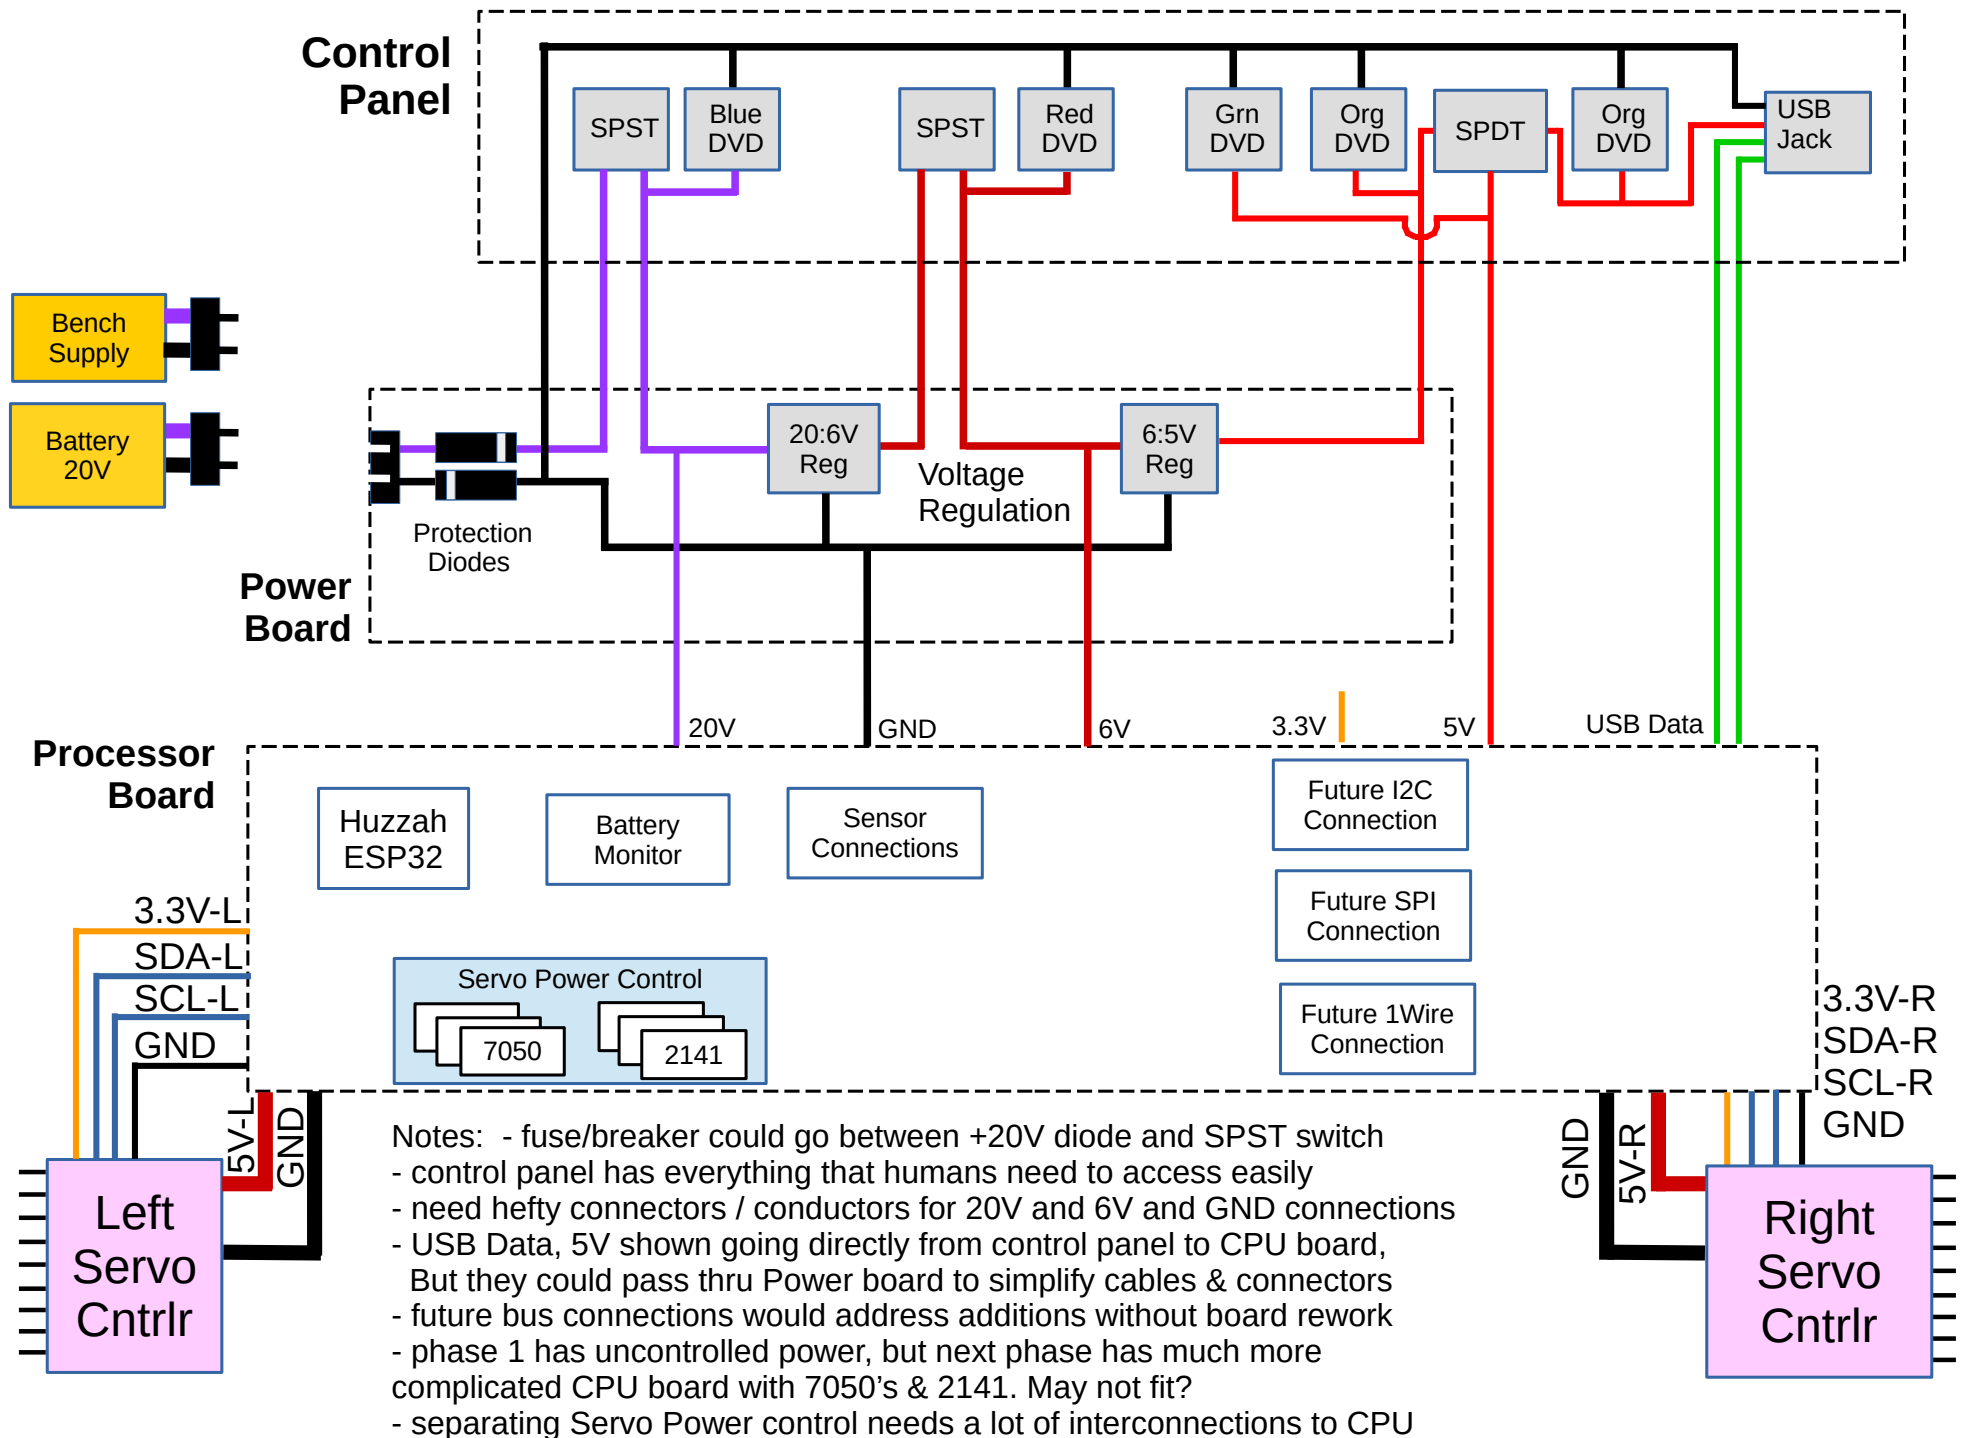 Control
Panel
SPST
Blue
DVD
SPST
Red
DVD
Grn
DVD
Org
DVD
SPDT
Org
DVD
USB
Jack
Bench
Supply
Battery
20V
20:6V
Reg
Voltage
Regulation
6:5V
Reg
Protection
Diodes
Power
Board
20V
GND
6V
3.3V
5V
USB Data
Processor
Board
Huzzah
ESP32
Battery
Monitor
Sensor
Connections
Future I2C
Connection
Future SPI
Connection
Future 1Wire
Connection
Servo Power Control
7050
2141
3.3V-L
SDA-L
SCL-L
GND
5V-L
GND
3.3V-R
SDA-R
SCL-R
GND
GND
5V-R
Left
Servo
Cntrlr
Right
Servo
Cntrlr
Notes:  - fuse/breaker could go between +20V diode and SPST switch
- control panel has everything that humans need to access easily
- need hefty connectors / conductors for 20V and 6V and GND connections
- USB Data, 5V shown going directly from control panel to CPU board,
But they could pass thru Power board to simplify cables & connectors
- future bus connections would address additions without board rework
- phase 1 has uncontrolled power, but next phase has much more
complicated CPU board with 7050’s & 2141. May not fit?
- separating Servo Power control needs a lot of interconnections to CPU